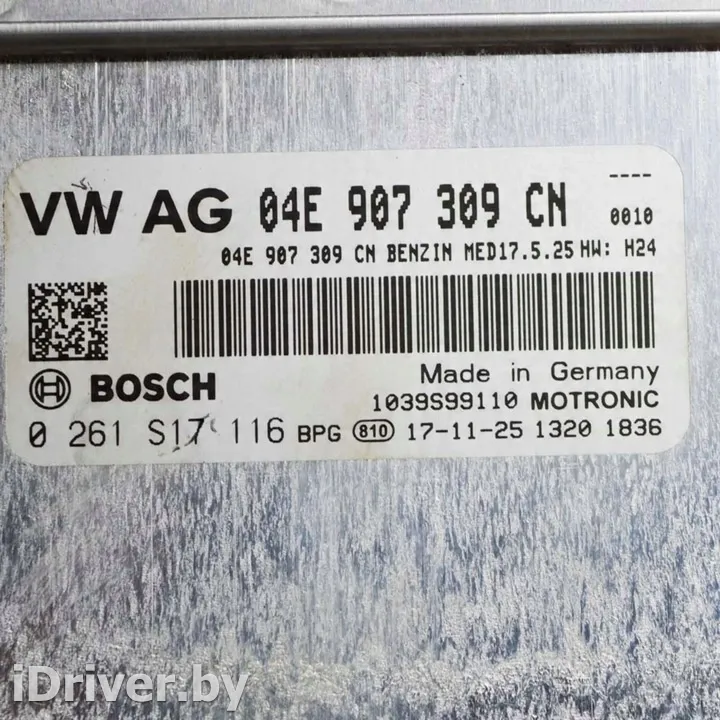 ----
VW AG 04E 907 309 CN 0010
04E 907 309 CN BENZIN MED17.5.25 HW: H24
BOSCH
Made in Germany
1039S99110 MOTRONIC
0 261 S17 116 BPG 810 17-11-25 1320 1836
iDriver.by